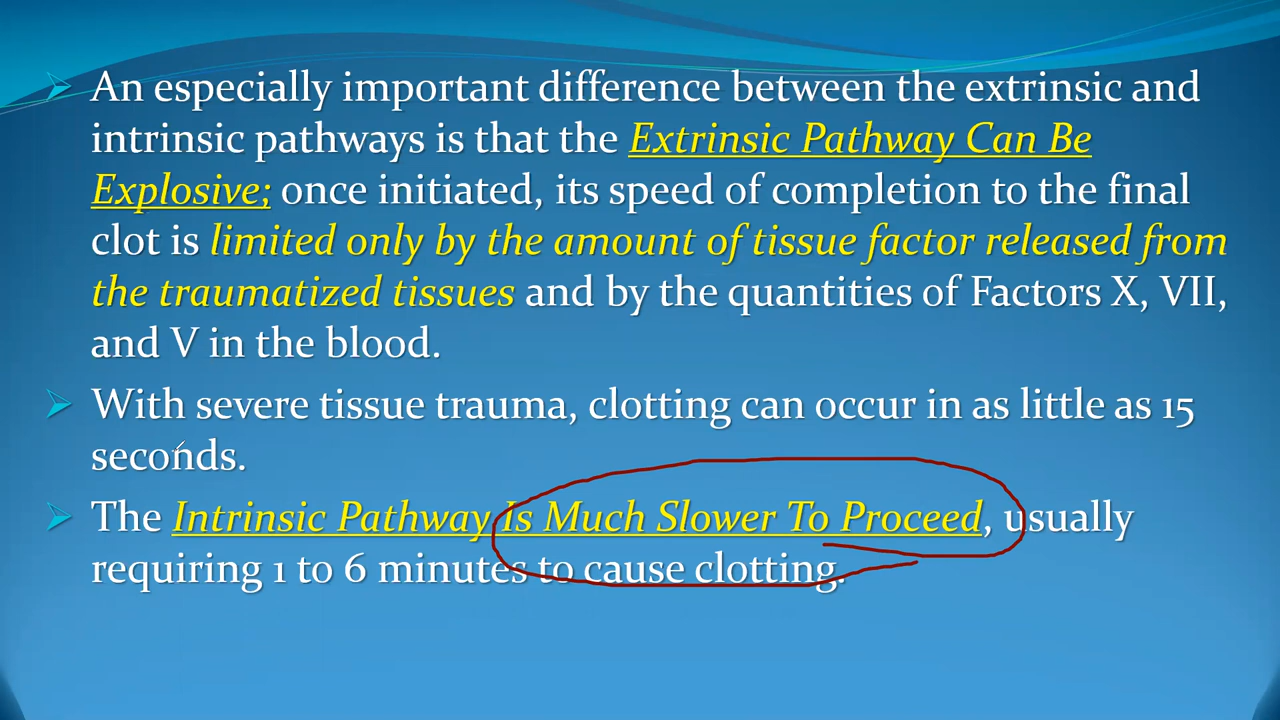 An especially important difference between the extrinsic and
intrinsic pathways is that the Extrinsic Pathway Can Be
Explosive; once initiated, its speed of completion to the final
clot is limited only by the amount of tissue factor released from
the traumatized tissues and by the quantities of Factors X, VII,
and V in the blood.
With severe tissue trauma, clotting can occur in as little as 15
seconds.
The Intrinsic Pathway Is Much Slower To Proceed, usually
requiring 1 to 6 minutes to cause clotting.